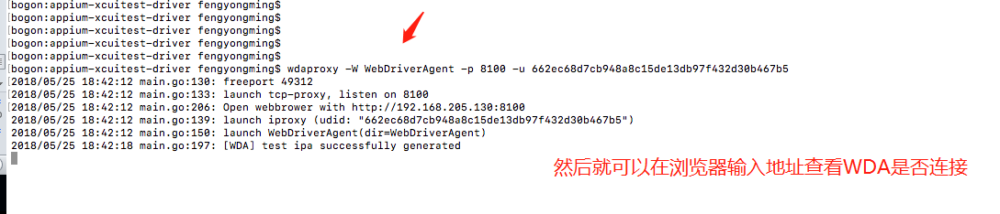 [bogon:appium-xcuitest-driver fengyongming$
[bogon:appium-xcuitest-driver fengyongming$
[bogon:appium-xcuitest-driver fengyongming$
[bogon:appium-xcuitest-driver fengyongming$
[bogon:appium-xcuitest-driver fengyongming$
[bogon:appium-xcuitest-driver fengyongming$ wdaproxy -W WebDriverAgent -p 8100 -u 662ec68d7cb948a8c15de13db97f432d30b467b5
2018/05/25 18:42:12 main.go:130: freeport 49312
2018/05/25 18:42:12 main.go:133: launch tcp-proxy, listen on 8100
2018/05/25 18:42:12 main.go:206: Open webbrower with http://192.168.205.130:8100
2018/05/25 18:42:12 main.go:139: launch iproxy (udid: "662ec68d7cb948a8c15de13db97f432d30b467b5")
2018/05/25 18:42:12 main.go:150: launch WebDriverAgent(dir=WebDriverAgent)
2018/05/25 18:42:18 main.go:197: [WDA] test ipa successfully generated
然后就可以在浏览器输入地址查看WDA是否连接